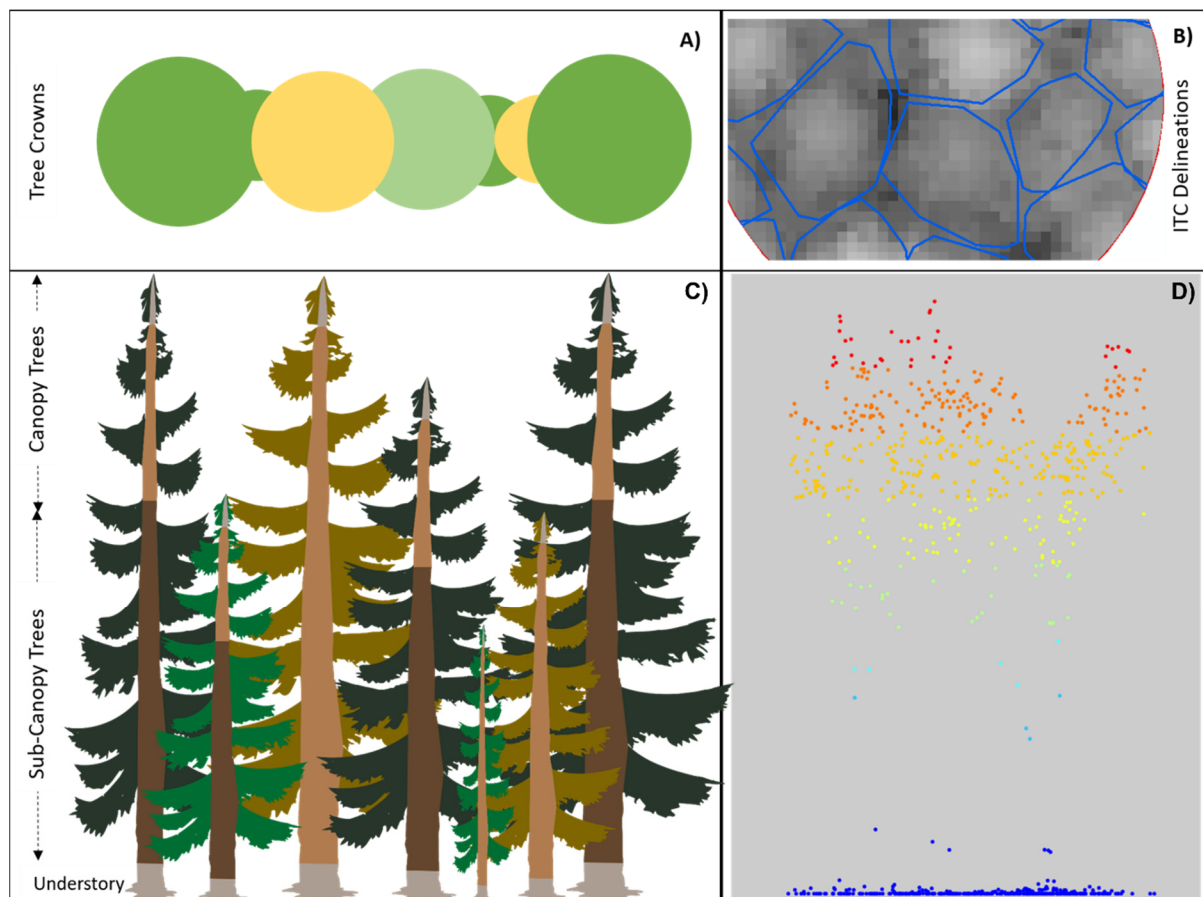 A)
Tree Crowns
B)
ITC Delineations
C)
Canopy Trees
Sub-Canopy Trees
Understory
D)